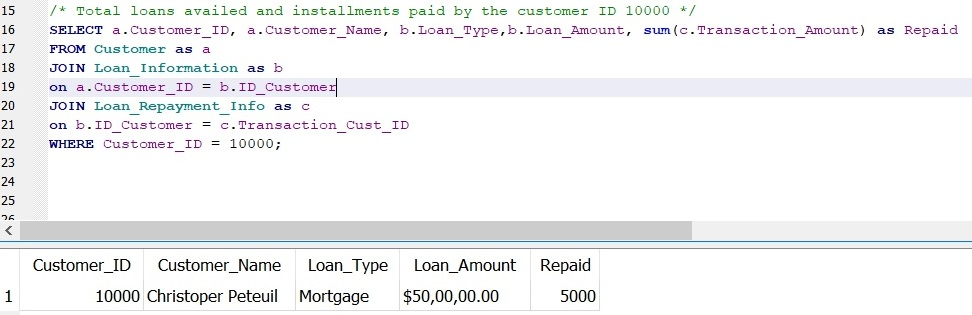 15 /* Total loans availed and installments paid by the customer ID 10000 */
16 SELECT a.Customer_ID, a.Customer_Name, b.Loan_Type,b.Loan_Amount, sum(c.Transaction_Amount) as Repaid
17 FROM Customer as a
18 JOIN Loan_Information as b
19 on a.Customer_ID = b.ID_Customer
20 JOIN Loan_Repayment_Info as c
21 on b.ID_Customer = c.Transaction_Cust_ID
22 WHERE Customer_ID = 10000;
23
24
25
26
Customer_ID Customer_Name Loan_Type Loan_Amount Repaid
1 10000 Christoper Peteuil Mortgage $50,00,00.00 5000